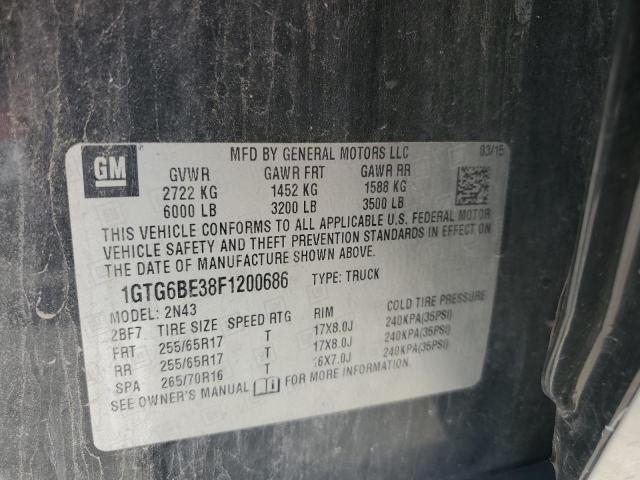 GM MFD BY GENERAL MOTORS LLC 03/15
GVWR GAWR FRT GAWR RR
2722 KG 1452 KG 1588 KG
6000 LB 3200 LB 3500 LB
THIS VEHICLE CONFORMS TO ALL APPLICABLE U.S. FEDERAL MOTOR
VEHICLE SAFETY AND THEFT PREVENTION STANDARDS IN EFFECT ON
THE DATE OF MANUFACTURE SHOWN ABOVE.
1GTG6BE38F1200686 TYPE: TRUCK
MODEL: 2N43
2BF7 TIRE SIZE SPEED RTG RIM COLD TIRE PRESSURE
FRT 255/65R17 T 17X8.0J 240KPA(35PSI)
RR 255/65R17 T 17X8.0J 240KPA(35PSI)
SPA 265/70R16 T 16X7.0J 240KPA(35PSI)
SEE OWNER'S MANUAL FOR MORE INFORMATION.